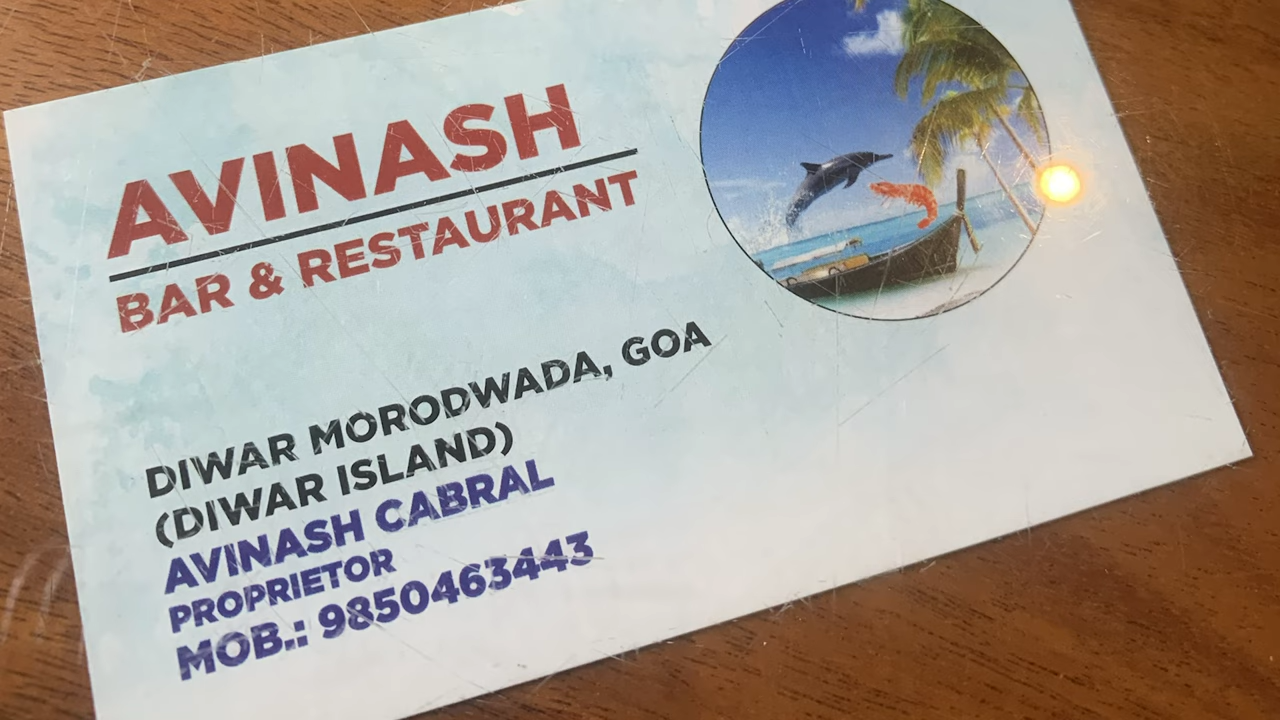 AVINASH
BAR & RESTAURANT
DIWAR MORODWADA, GOA
(DIWAR ISLAND)
AVINASH CABRAL
PROPRIETOR
MOB.: 9850463443